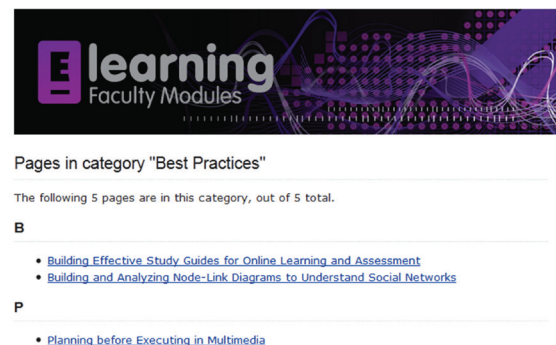 E learning
Faculty Modules
Pages in category "Best Practices"
The following 5 pages are in this category, out of 5 total.
B
Building Effective Study Guides for Online Learning and Assessment
Building and Analyzing Node-Link Diagrams to Understand Social Networks
P
Planning before Executing in Multimedia